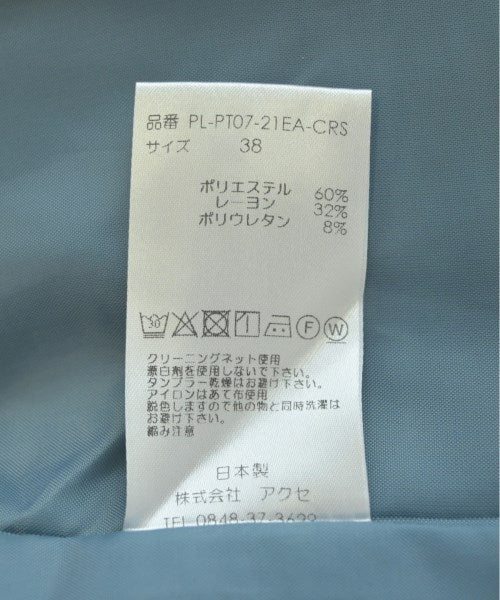 品番 PL-PT07-21EA-CRS
サイズ 38
ポリエステル 60%
レーヨン 32%
ポリウレタン 8%
30 F W
クリーニングネット使用
漂白剤を使用しないで下さい。
タンブラー乾燥はお避け下さい。
アイロンはあて布使用
脱色しますので他の物と同時洗濯は
お避け下さい。
縮み注意
日本製
株式会社 アクセ
TEL 0848-37-3622